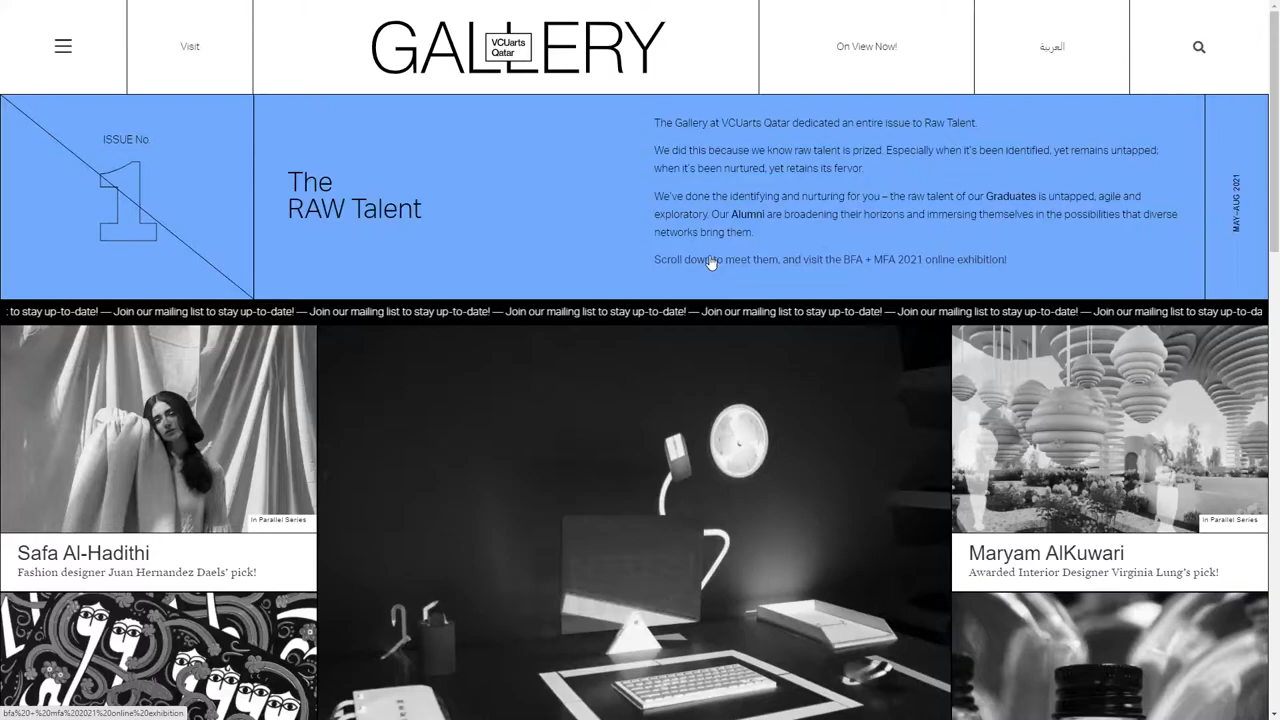 Visit
GALLERY
VCUarts
Qatar
On View Now!
العربية
ISSUE No.
1
The
RAW Talent
The Gallery at VCUarts Qatar dedicated an entire issue to Raw Talent.
We did this because we know raw talent is prized. Especially when it's been identified, yet remains untapped;
when it's been nurtured, yet retains its fervor.
We've done the identifying and nurturing for you – the raw talent of our Graduates is untapped, agile and
exploratory. Our Alumni are broadening their horizons and immersing themselves in the possibilities that diverse
networks bring them.
Scroll down to meet them, and visit the BFA + MFA 2021 online exhibition!
MAY–AUG 2021
: to stay up-to-date! — Join our mailing list to stay up-to-date! — Join our mailing list to stay up-to-date! — Join our mailing list to stay up-to-date! — Join our mailing list to stay up-to-date! — Join our mailing list to stay up-to-date! — Join our mailing list to stay up-to-da
In Parallel Series
In Parallel Series
Safa Al-Hadithi
Fashion designer Juan Hernandez Daels' pick!
Maryam AlKuwari
Awarded Interior Designer Virginia Lung's pick!
bfa%20+%20mfa%202021%20online%20exhibition